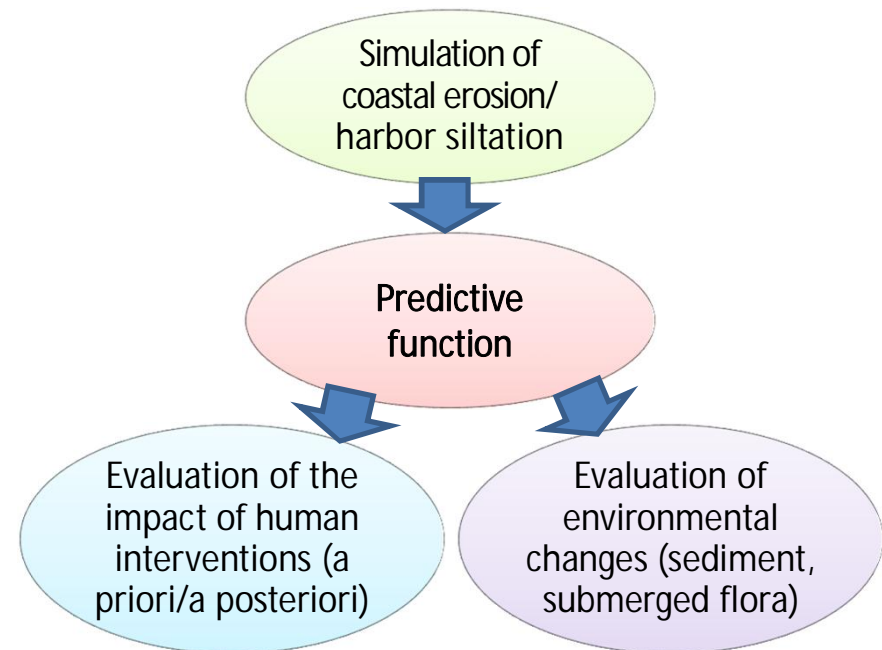 Simulation of
coastal erosion/
harbor siltation
Predictive
function
Evaluation of the
impact of human
interventions (a
priori/a posteriori)
Evaluation of
environmental
changes (sediment,
submerged flora)